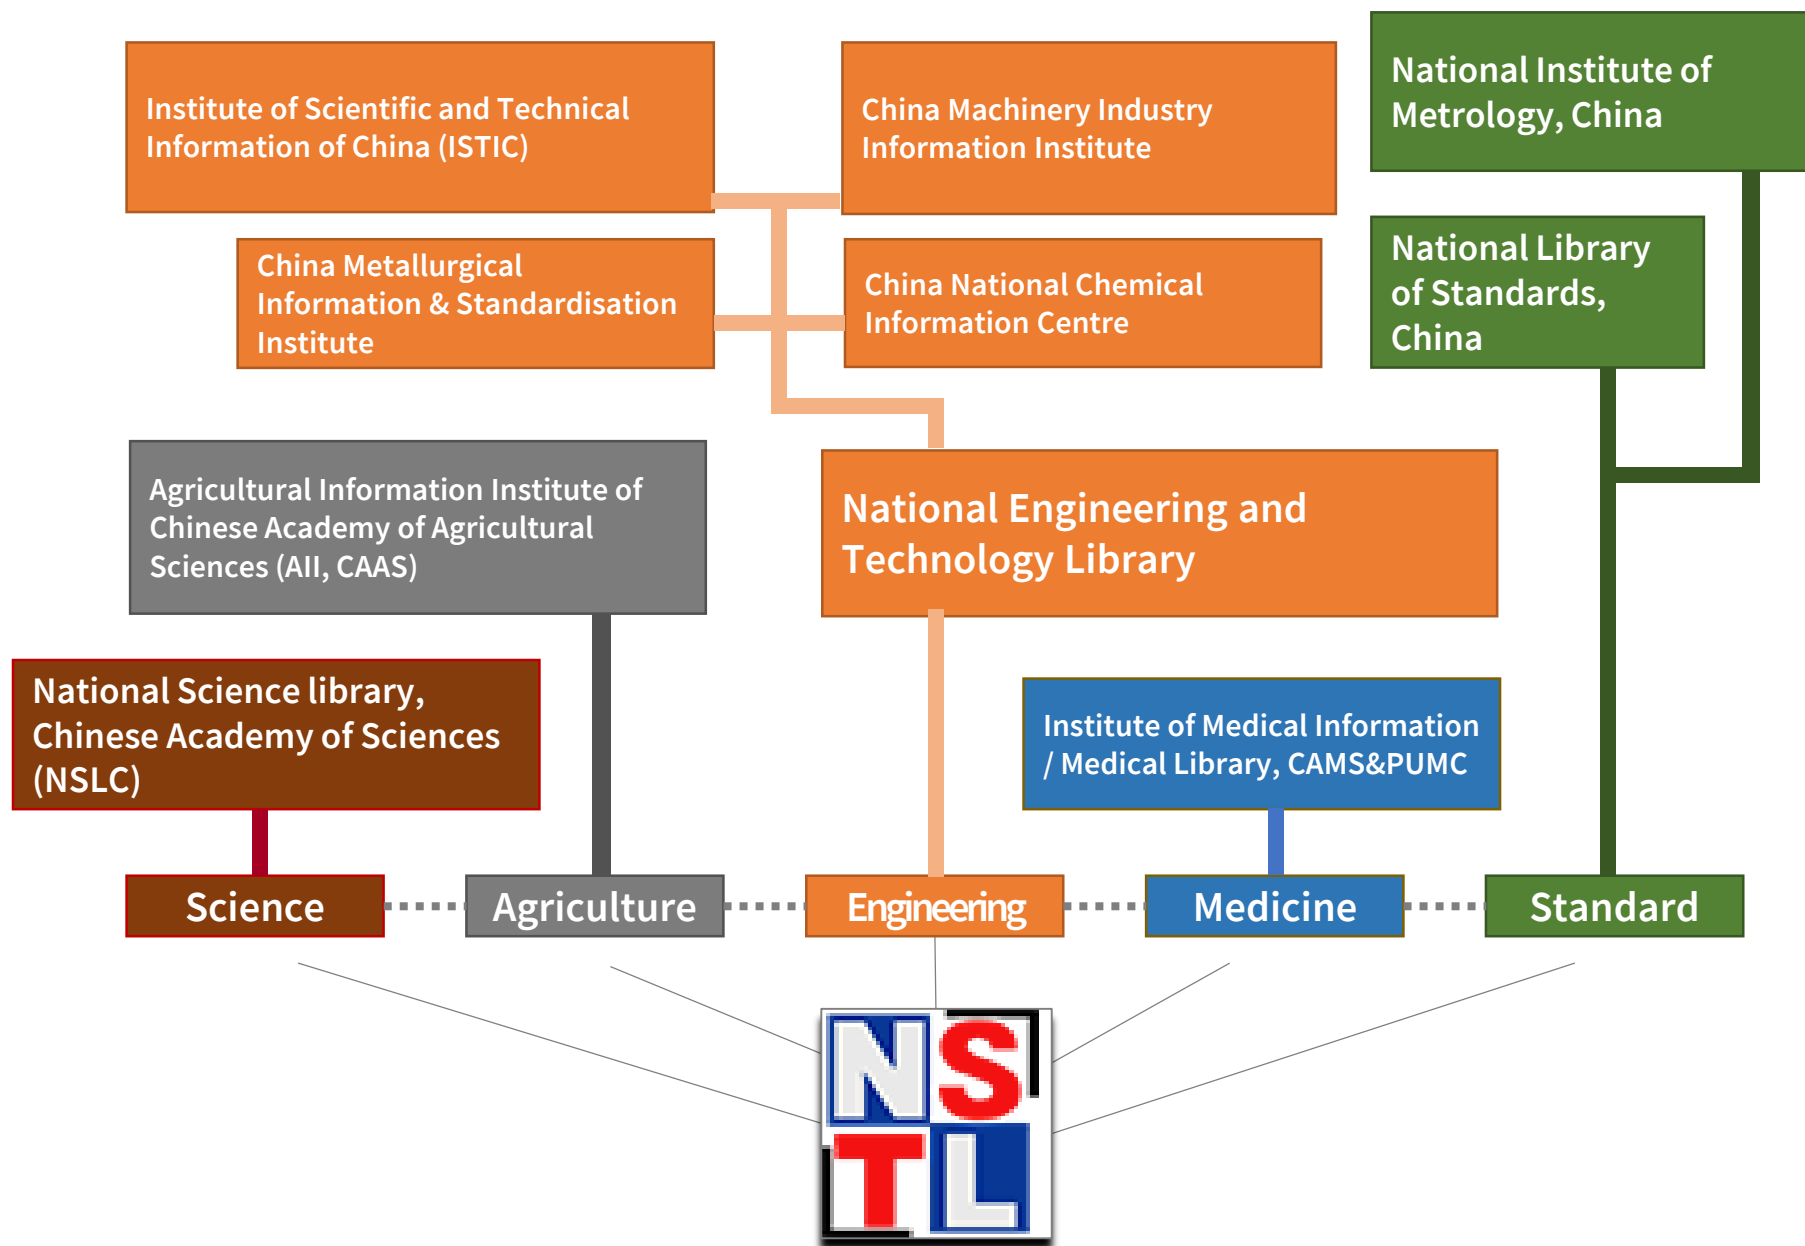 Institute of Scientific and Technical
Information of China (ISTIC)
China Machinery Industry
Information Institute
National Institute of
Metrology, China
China Metallurgical
Information & Standardisation
Institute
China National Chemical
Information Centre
National Library
of Standards,
China
Agricultural Information Institute of
Chinese Academy of Agricultural
Sciences (AII, CAAS)
National Engineering and
Technology Library
National Science library,
Chinese Academy of Sciences
(NSLC)
Institute of Medical Information
/ Medical Library, CAMS&PUMC
Science
Agriculture
Engineering
Medicine
Standard
NS
TL